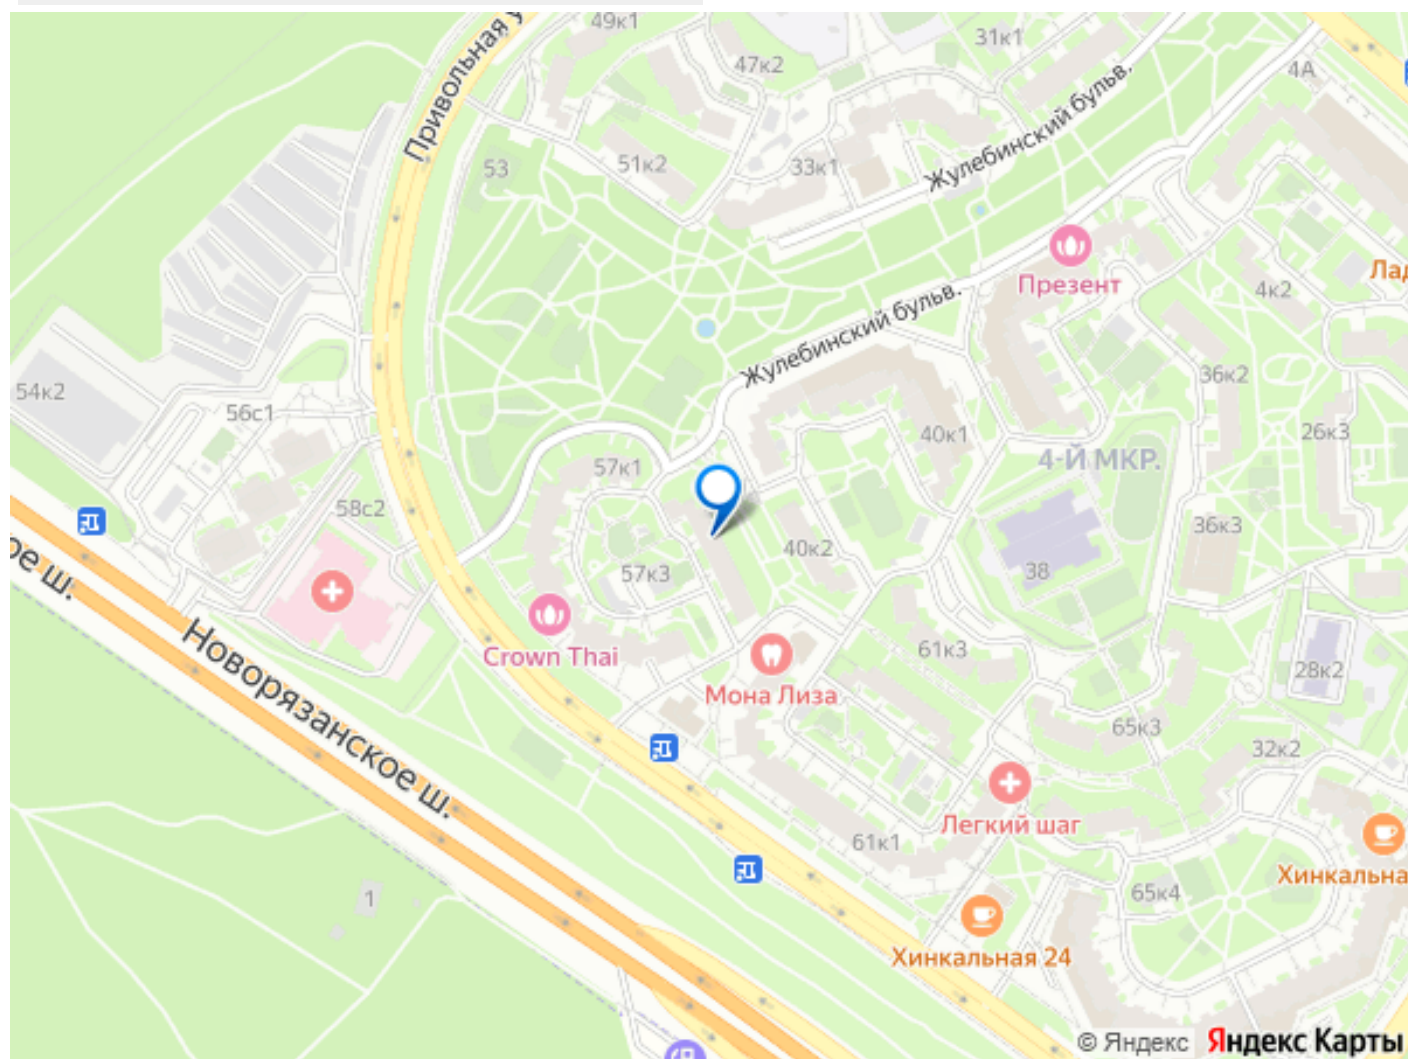 49к1
31к1
Привольная у
47к2
4А
Жулебинский бульв.
53
51к2
33к1
Презент
Лад
4к2
Жулебинский бульв.
36к2
54к2
56с1
26к3
40к1
4-Й МКР.
57к1
58с2
36к3
40к2
57к3
38
ое ш.
Новорязанское ш.
Crown Thai
61к3
28к2
Мона Лиза
65к3
32к2
Легкий шаг
61к1
Хинкальна
65к4
1
Хинкальная 24
© Яндекс Яндекс Карты